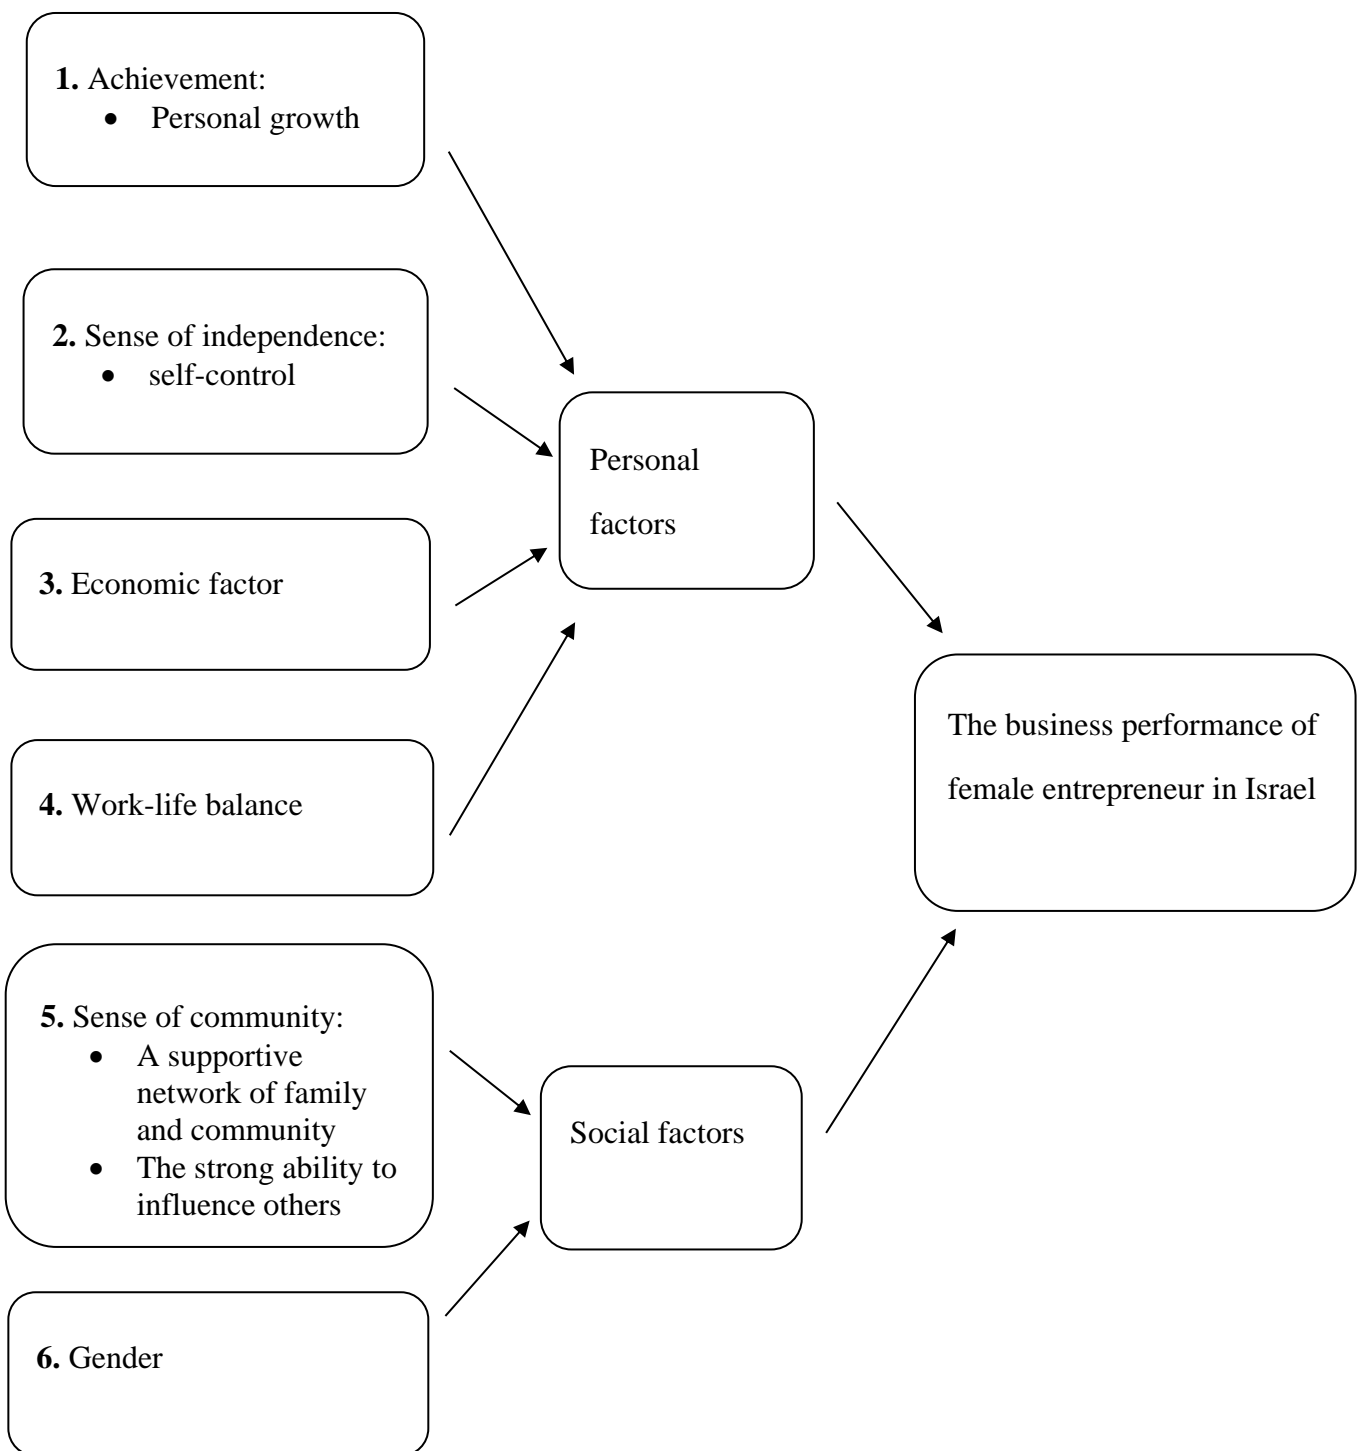 1. Achievement:
• Personal growth
2. Sense of independence:
• self-control
3. Economic factor
4. Work-life balance
5. Sense of community:
• A supportive
network of family
and community
• The strong ability to
influence others
6. Gender
Personal
factors
Social factors
The business performance of
female entrepreneur in Israel